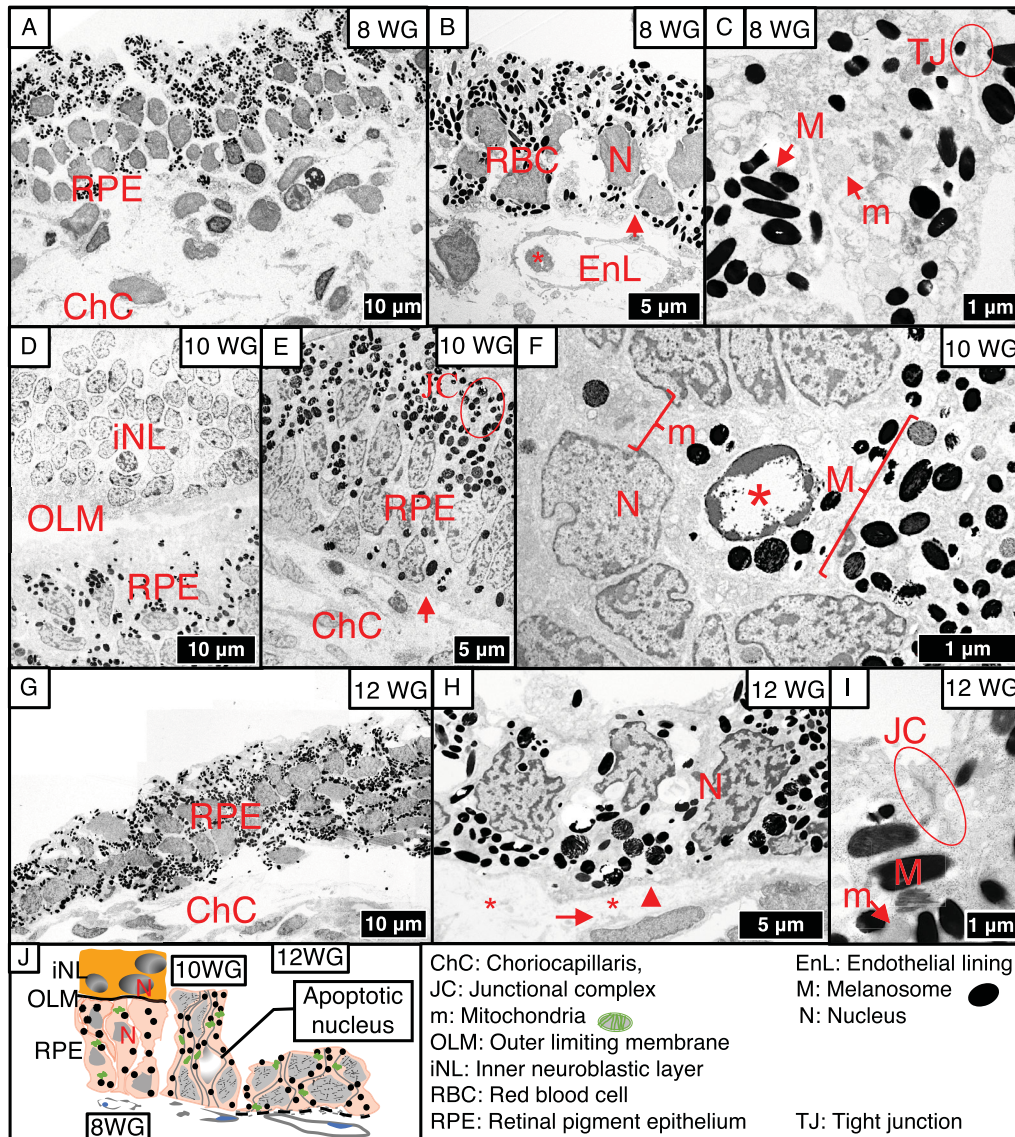 A
8 WG
RPE
ChC
10 µm
B
8 WG
RBC
N
*
EnL
5 µm
C
8 WG
TJ
M
m
1 µm
D
10 WG
iNL
OLM
RPE
10 µm
E
10 WG
JC
RPE
ChC
5 µm
F
10 WG
m
N
*
M
1 µm
G
12 WG
RPE
ChC
10 µm
H
12 WG
N
* *
5 µm
I
12 WG
JC
M
m
1 µm
J
iNL
N
OLM
N
RPE
8WG
10WG
12WG
Apoptotic
nucleus
ChC: Choriocapillaris,
JC: Junctional complex
m: Mitochondria
OLM: Outer limiting membrane
iNL: Inner neuroblastic layer
RBC: Red blood cell
RPE: Retinal pigment epithelium
EnL: Endothelial lining
M: Melanosome
N: Nucleus
TJ: Tight junction